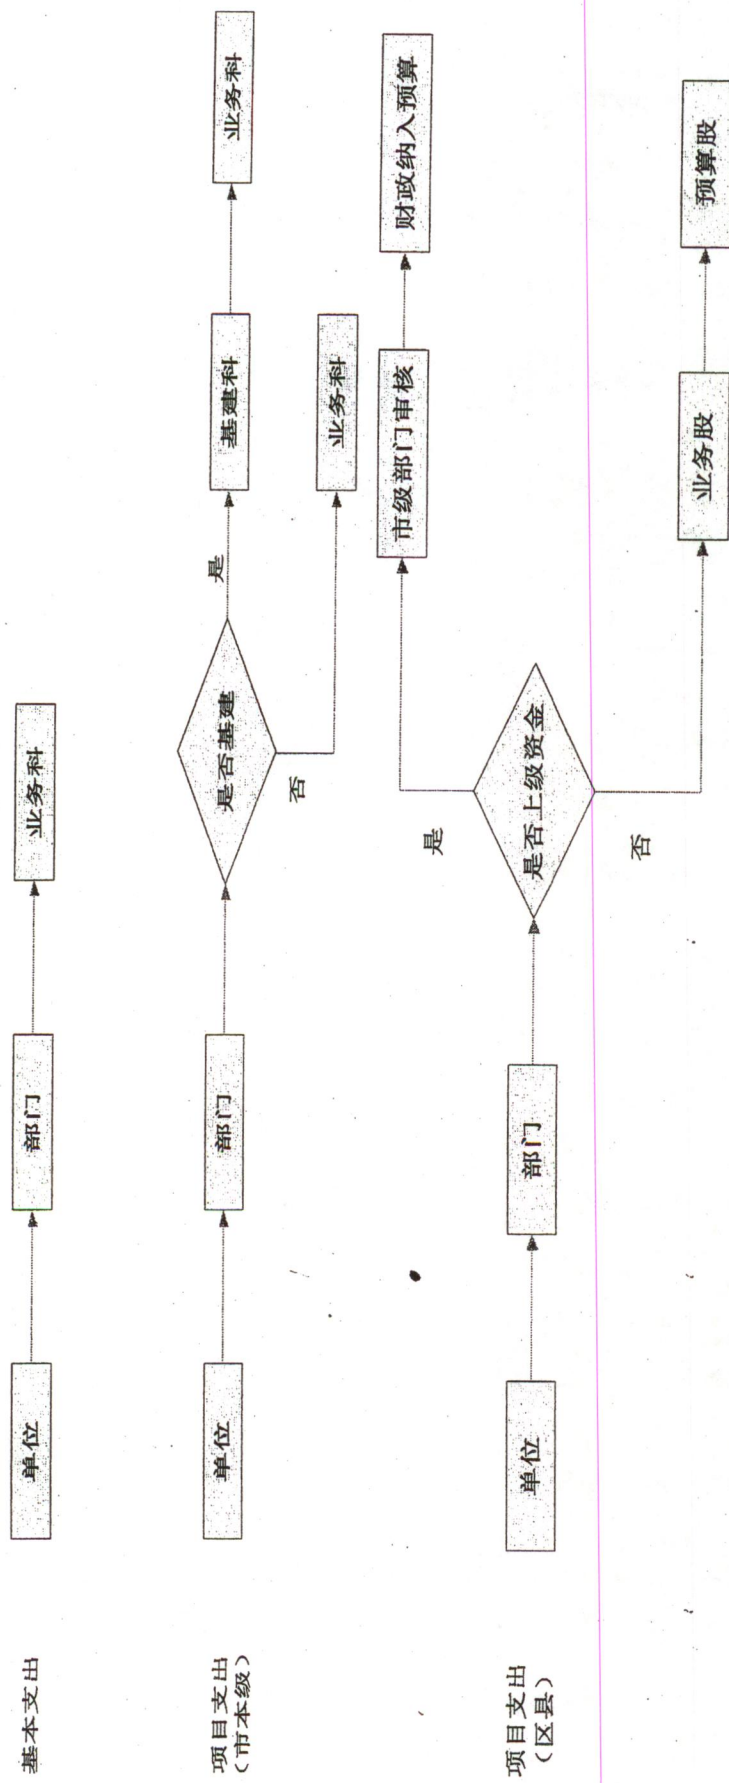 基本支出
单位
部门
业务科
项目支出
（市本级）
单位
部门
是否基建
是
基建科
业务科
否
业务科
项目支出
（区县）
单位
部门
是否上级资金
是
市级部门审核
财政纳入预算
否
业务股
预算股